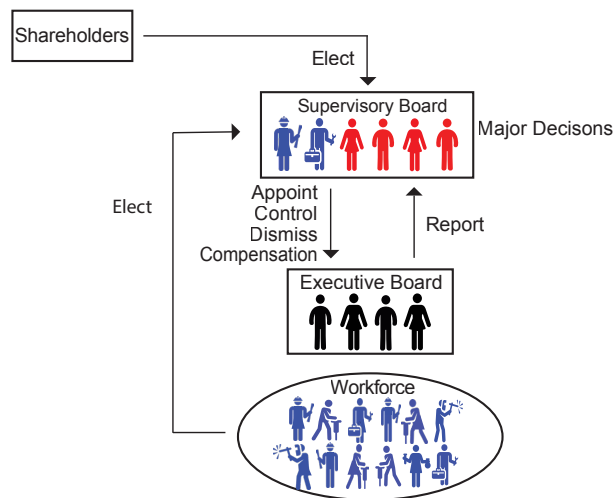 Shareholders
Elect
Supervisory Board
Major Decisons
Elect
Appoint
Control
Dismiss
Compensation
Report
Executive Board
Workforce